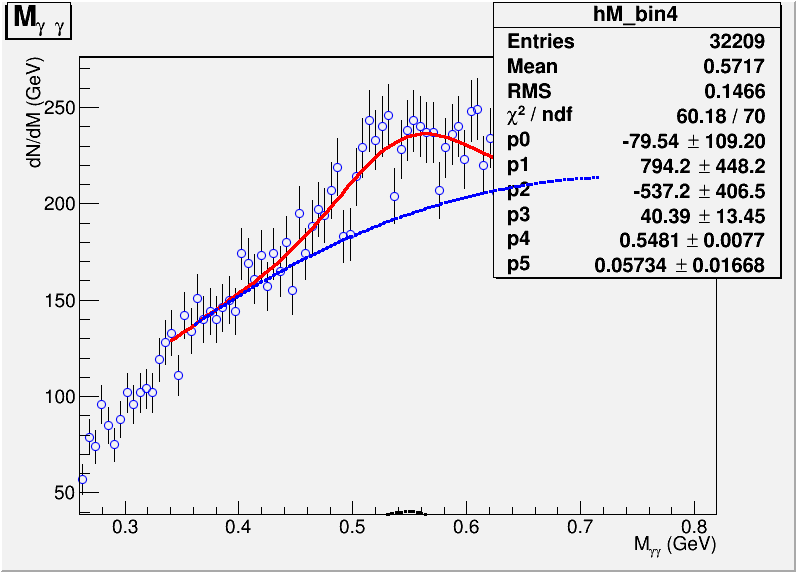 M γ γ
hM_bin4
Entries 32209
Mean 0.5717
RMS 0.1466
χ² / ndf 60.18 / 70
p0 -79.54 ± 109.20
p1 794.2 ± 448.2
p2 -537.2 ± 406.5
p3 40.39 ± 13.45
p4 0.5481 ± 0.0077
p5 0.05734 ± 0.01668
dN/dM (GeV)
250
200
150
100
50
0.3 0.4 0.5 0.6 0.7 0.8
M γγ (GeV)